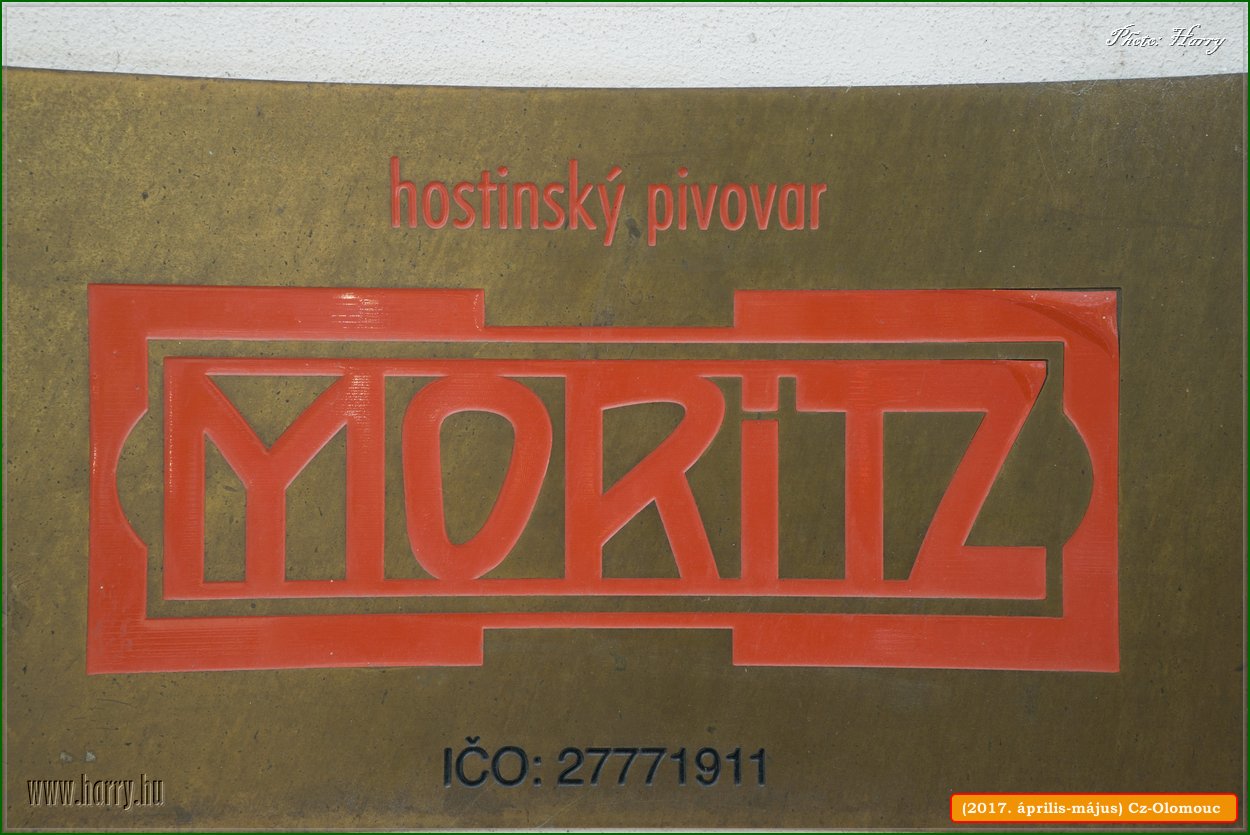 Photo: Harry
hostinský pivovar
MORiTZ
IČO: 27771911
www.harry.hu
(2017. április-május) Cz-Olomouc